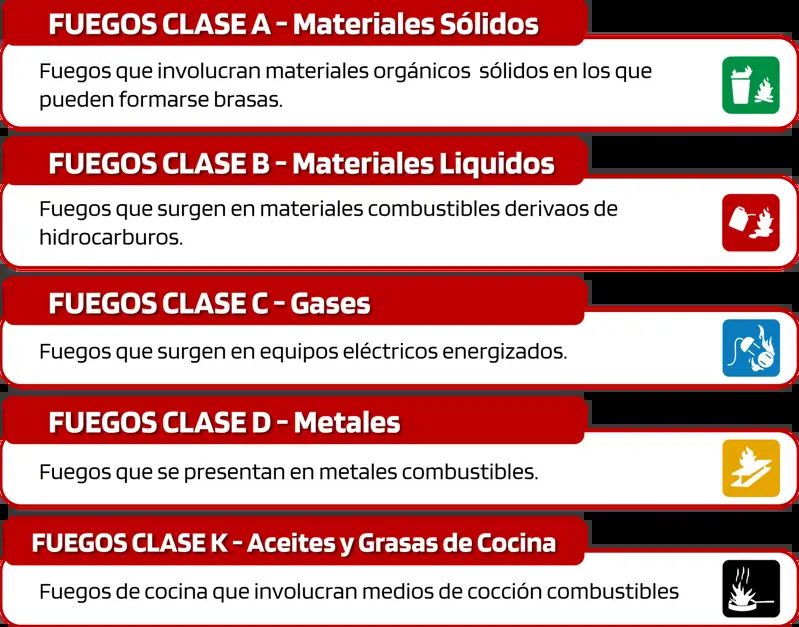 FUEGOS CLASE A - Materiales Sólidos
Fuegos que involucran materiales orgánicos sólidos en los que
pueden formarse brasas.
FUEGOS CLASE B - Materiales Liquidos
Fuegos que surgen en materiales combustibles derivaos de
hidrocarburos.
FUEGOS CLASE C - Gases
Fuegos que surgen en equipos eléctricos energizados.
FUEGOS CLASE D - Metales
Fuegos que se presentan en metales combustibles.
FUEGOS CLASE K - Aceites y Grasas de Cocina
Fuegos de cocina que involucran medios de cocción combustibles